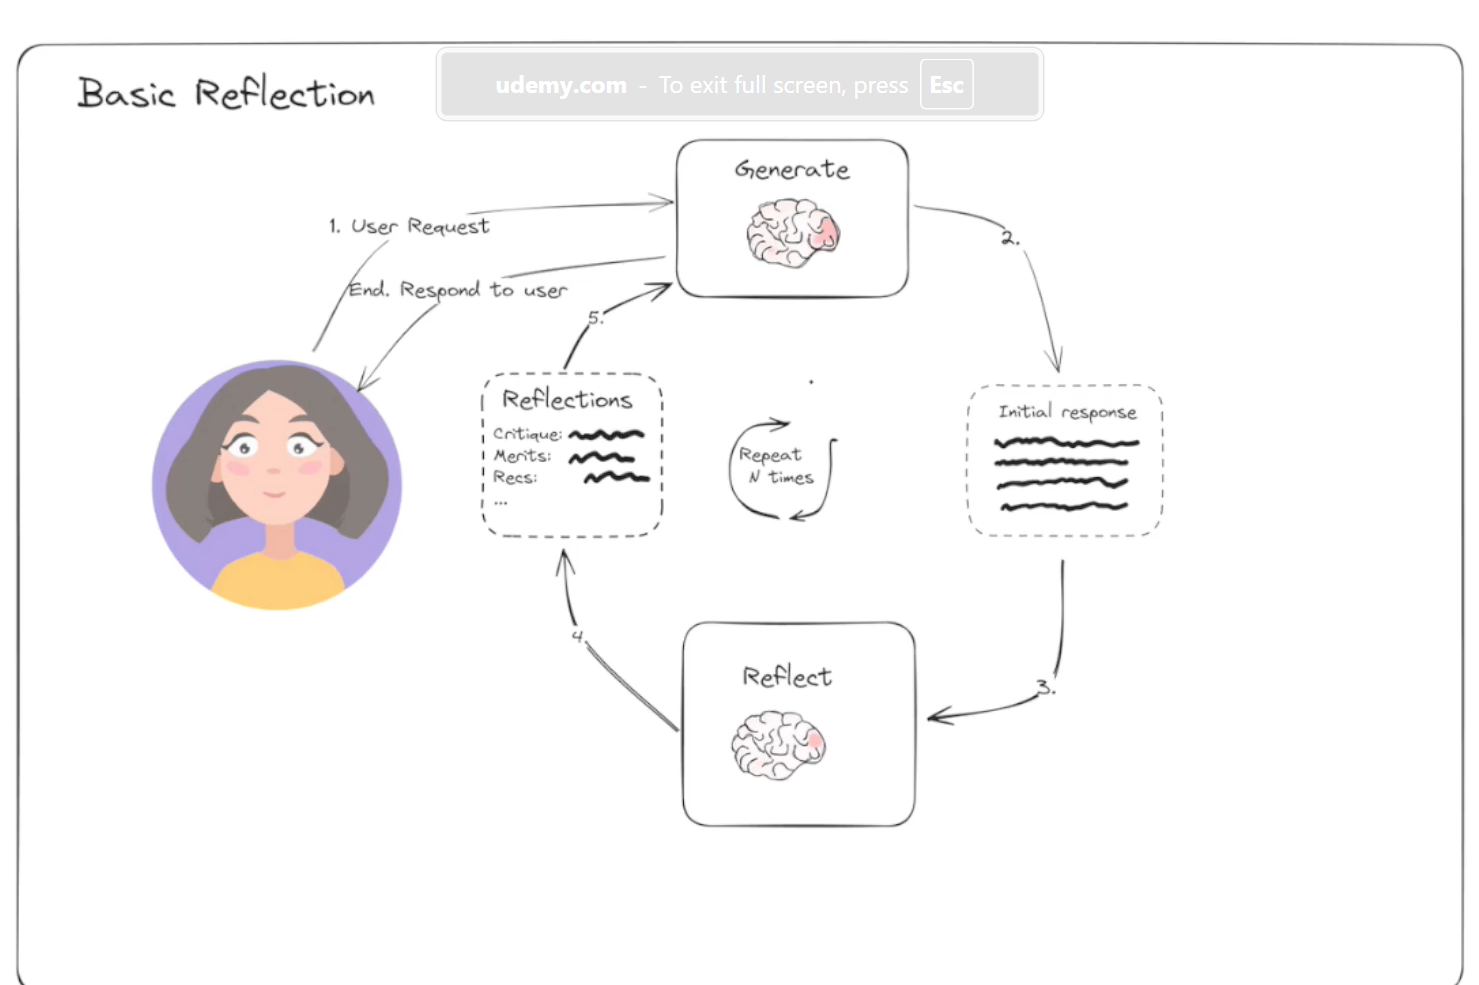 Basic Reflection
udemy.com - To exit full screen, press Esc
Generate
1. User Request
2.
End. Respond to user
5.
Reflections
Critique:
Merits:
Recs:
...
Repeat
N times
Initial response
4.
Reflect
3.